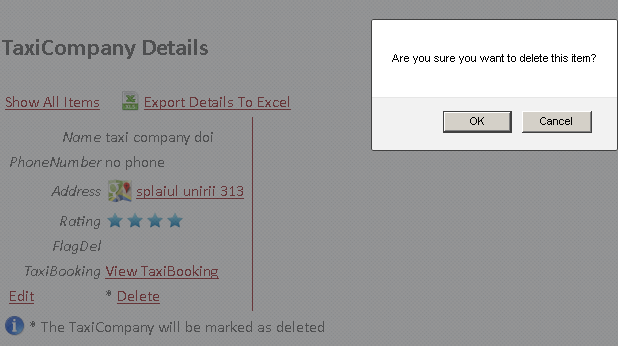 TaxiCompany Details
Are you sure you want to delete this item?
OK Cancel
Show All Items Export Details To Excel
Name taxi company doi
PhoneNumber no phone
Address splaiul unirii 313
Rating
FlagDel
TaxiBooking View TaxiBooking
Edit * Delete
* The TaxiCompany will be marked as deleted